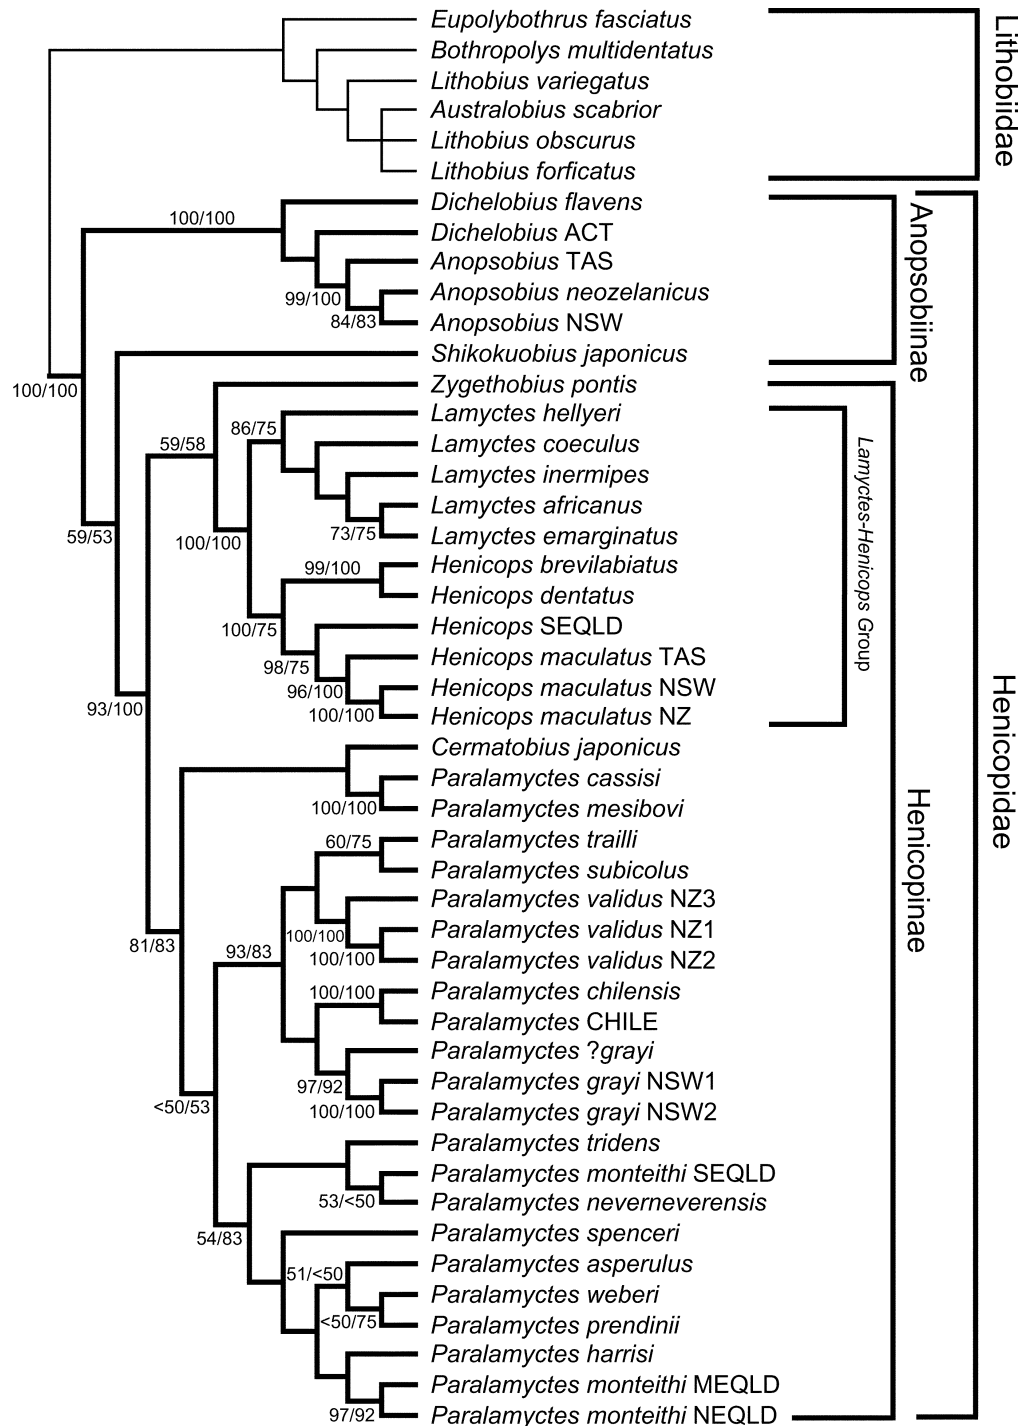 Eupolybothrus fasciatus
Bothropolys multidentatus
Lithobius variegatus
Australobius scabrior
Lithobius obscurus
Lithobius forficatus
Lithobiidae
Dichelobius flavens
100/100
Dichelobius ACT
Anopsobius TAS
Anopsobius neozelanicus
99/100
Anopsobius NSW
84/83
Shikokuobius japonicus
Anopsobiinae
Zygethobius pontis
100/100
Lamyctes hellyeri
86/75
Lamyctes coeculus
59/58
Lamyctes inermipes
Lamyctes africanus
Lamyctes emarginatus
73/75
59/53
100/100
Henicops brevilabiatus
99/100
Henicops dentatus
Henicops SEQLD
100/75
Henicops maculatus TAS
98/75
Henicops maculatus NSW
96/100
Henicops maculatus NZ
100/100
93/100
Lamyctes-Henicops Group
Cermatobius japonicus
Paralamyctes cassisi
Paralamyctes mesibovi
100/100
Paralamyctes trailli
60/75
Paralamyctes subicolus
Paralamyctes validus NZ3
Paralamyctes validus NZ1
100/100
Paralamyctes validus NZ2
100/100
81/83
93/83
Paralamyctes chilensis
100/100
Paralamyctes CHILE
Paralamyctes ?grayi
Paralamyctes grayi NSW1
97/92
Paralamyctes grayi NSW2
100/100
<50/53
Paralamyctes tridens
Paralamyctes monteithi SEQLD
Paralamyctes neverneverensis
53/<50
Paralamyctes spenceri
54/83
Paralamyctes asperulus
51/<50
Paralamyctes weberi
Paralamyctes prendinii
<50/75
Paralamyctes harrisi
Paralamyctes monteithi MEQLD
Paralamyctes monteithi NEQLD
97/92
Henicopinae
Henicopidae